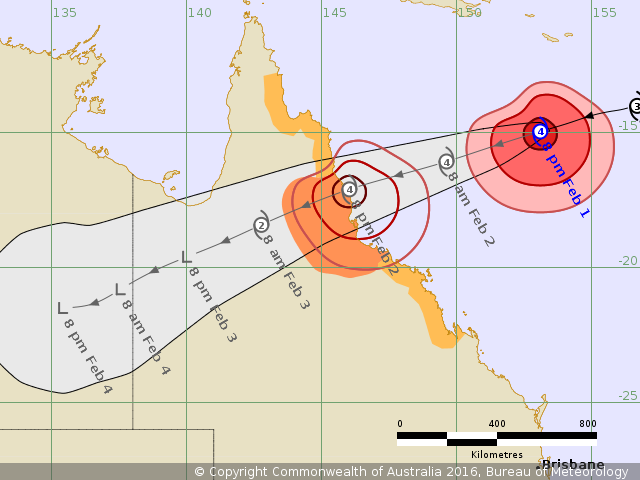 135
140
145
150
155
-15
-20
-25
3
4
8 pm Feb 1
4
8 am Feb 2
4
8 pm Feb 2
2
8 am Feb 3
L
8 pm Feb 3
L
8 am Feb 4
L
8 pm Feb 4
0 400 800
Kilometres
Brisbane
© Copyright Commonwealth of Australia 2016, Bureau of Meteorology